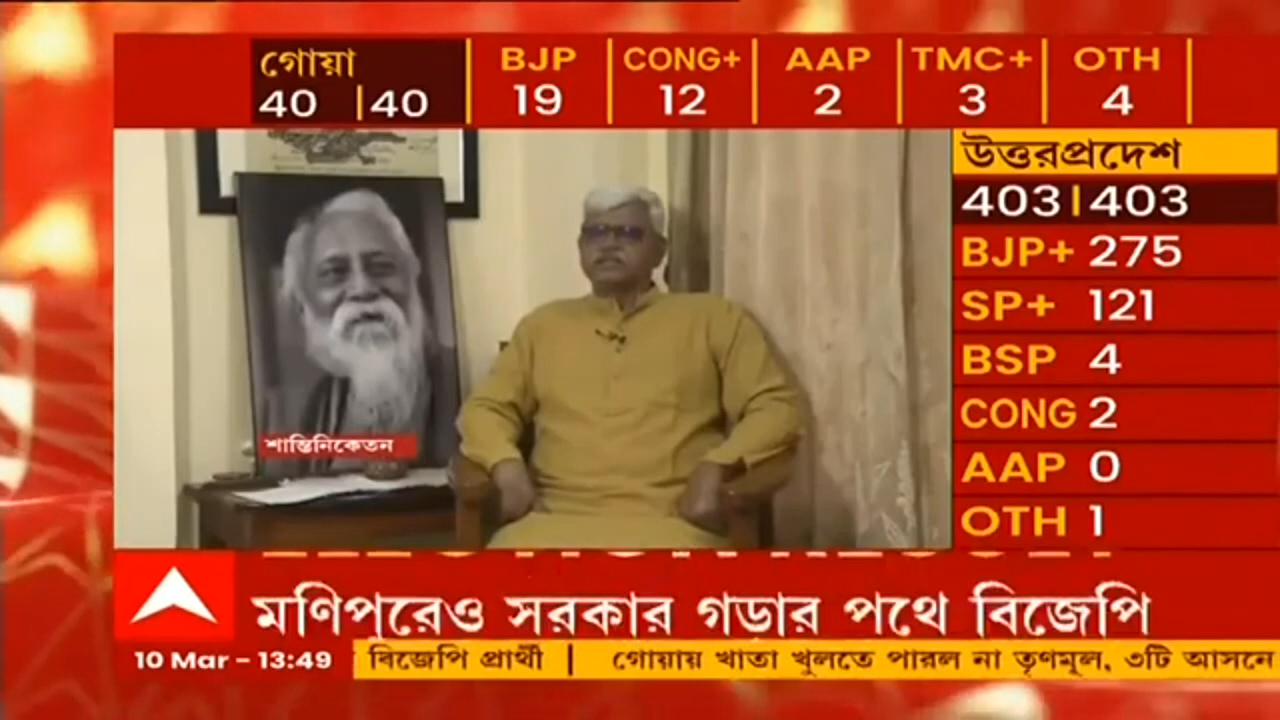 গোয়া BJP CONG+ AAP TMC+ OTH
40 | 40 19 12 2 3 4
উত্তরপ্রদেশ
403 | 403
BJP+ 275
SP+ 121
BSP 4
CONG 2
AAP 0
OTH 1
শান্তিনিকেতন
মণিপুরেও সরকার গড়ার পথে বিজেপি
10 Mar - 13:49 বিজেপি প্রার্থী | গোয়ায় খাতা খুলতে পারল না তৃণমূল, ৩টি আসনে